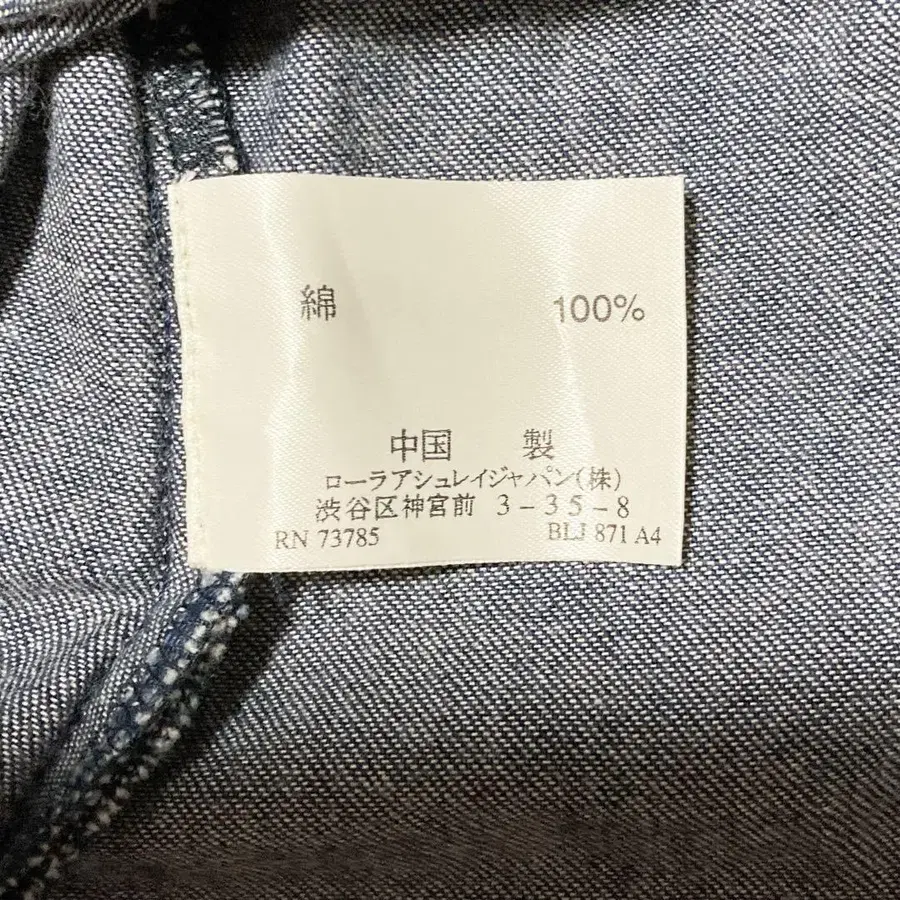 綿 100%
中国 製
ローラアシュレイジャパン(株)
渋谷区神宮前 3-35-8
RN 73785 BLJ 871 A4